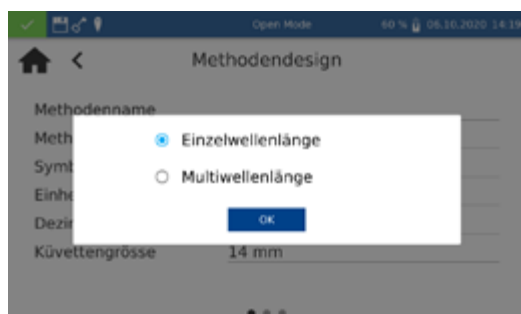 Open Mode 60 % 06.10.2020 14:19
Methodendesign
Methodenname
Meth
Einzelwellenlänge
Symb
Multiwellenlänge
Einhe
Dezir
OK
Küvettengrösse 14 mm